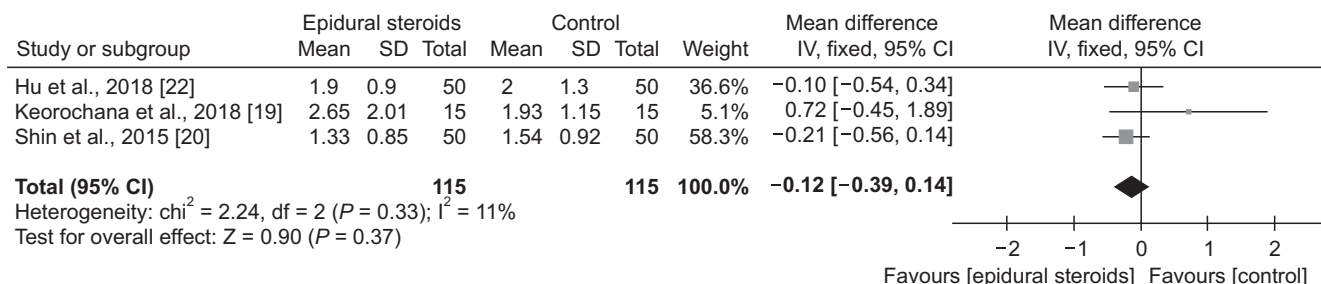 Epidural steroids Control Mean difference Mean difference
Study or subgroup Mean SD Total Mean SD Total Weight IV, fixed, 95% CI IV, fixed, 95% CI
Hu et al., 2018 [22] 1.9 0.9 50 2 1.3 50 36.6% −0.10 [−0.54, 0.34]
Keorochana et al., 2018 [19] 2.65 2.01 15 1.93 1.15 15 5.1% 0.72 [−0.45, 1.89]
Shin et al., 2015 [20] 1.33 0.85 50 1.54 0.92 50 58.3% −0.21 [−0.56, 0.14]
Total (95% CI) 115 115 100.0% −0.12 [−0.39, 0.14]
Heterogeneity: chi² = 2.24, df = 2 (P = 0.33); I² = 11%
Test for overall effect: Z = 0.90 (P = 0.37)
−2 −1 0 1 2
Favours [epidural steroids] Favours [control]